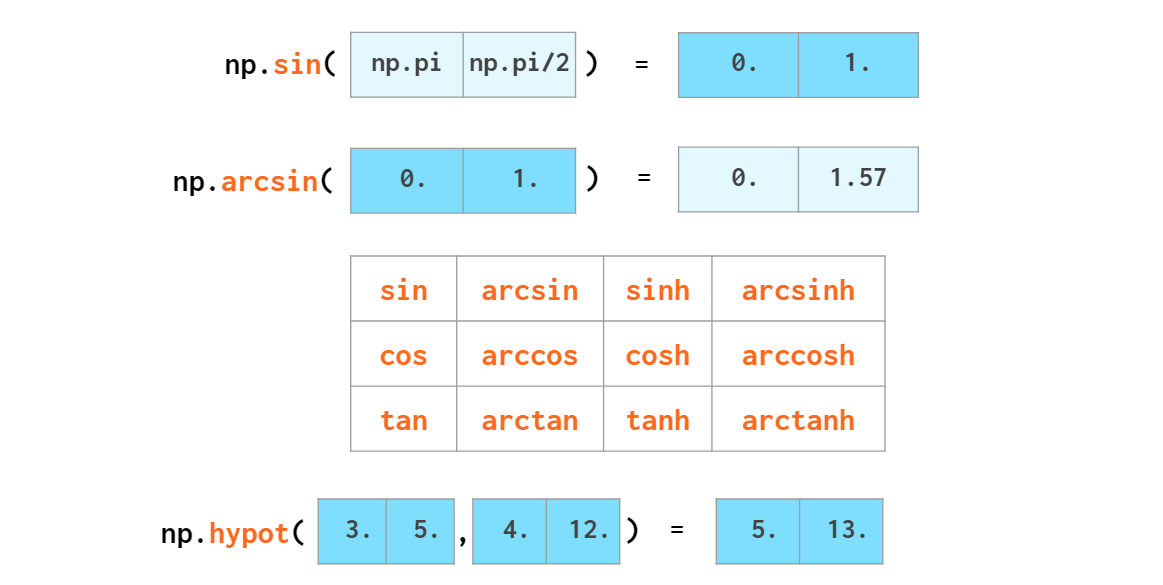 np.sin( np.pi np.pi/2 ) = 0. 1.
np.arcsin( 0. 1. ) = 0. 1.57
sin arcsin sinh arcsinh
cos arccos cosh arccosh
tan arctan tanh arctanh
np.hypot( 3. 5. , 4. 12. ) = 5. 13.